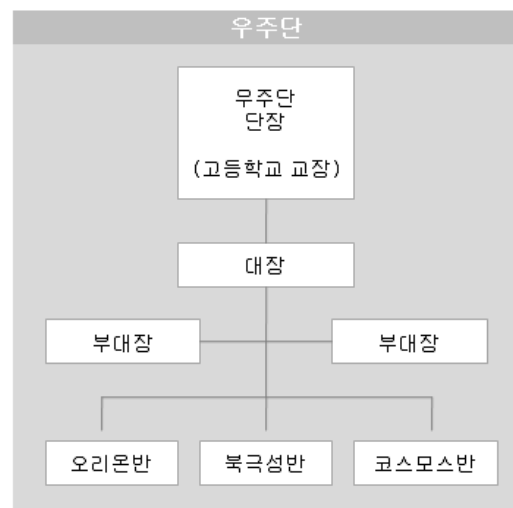 우주단
우주단
단장
(고등학교 교장)
대장
부대장
부대장
오리온반
북극성반
코스모스반